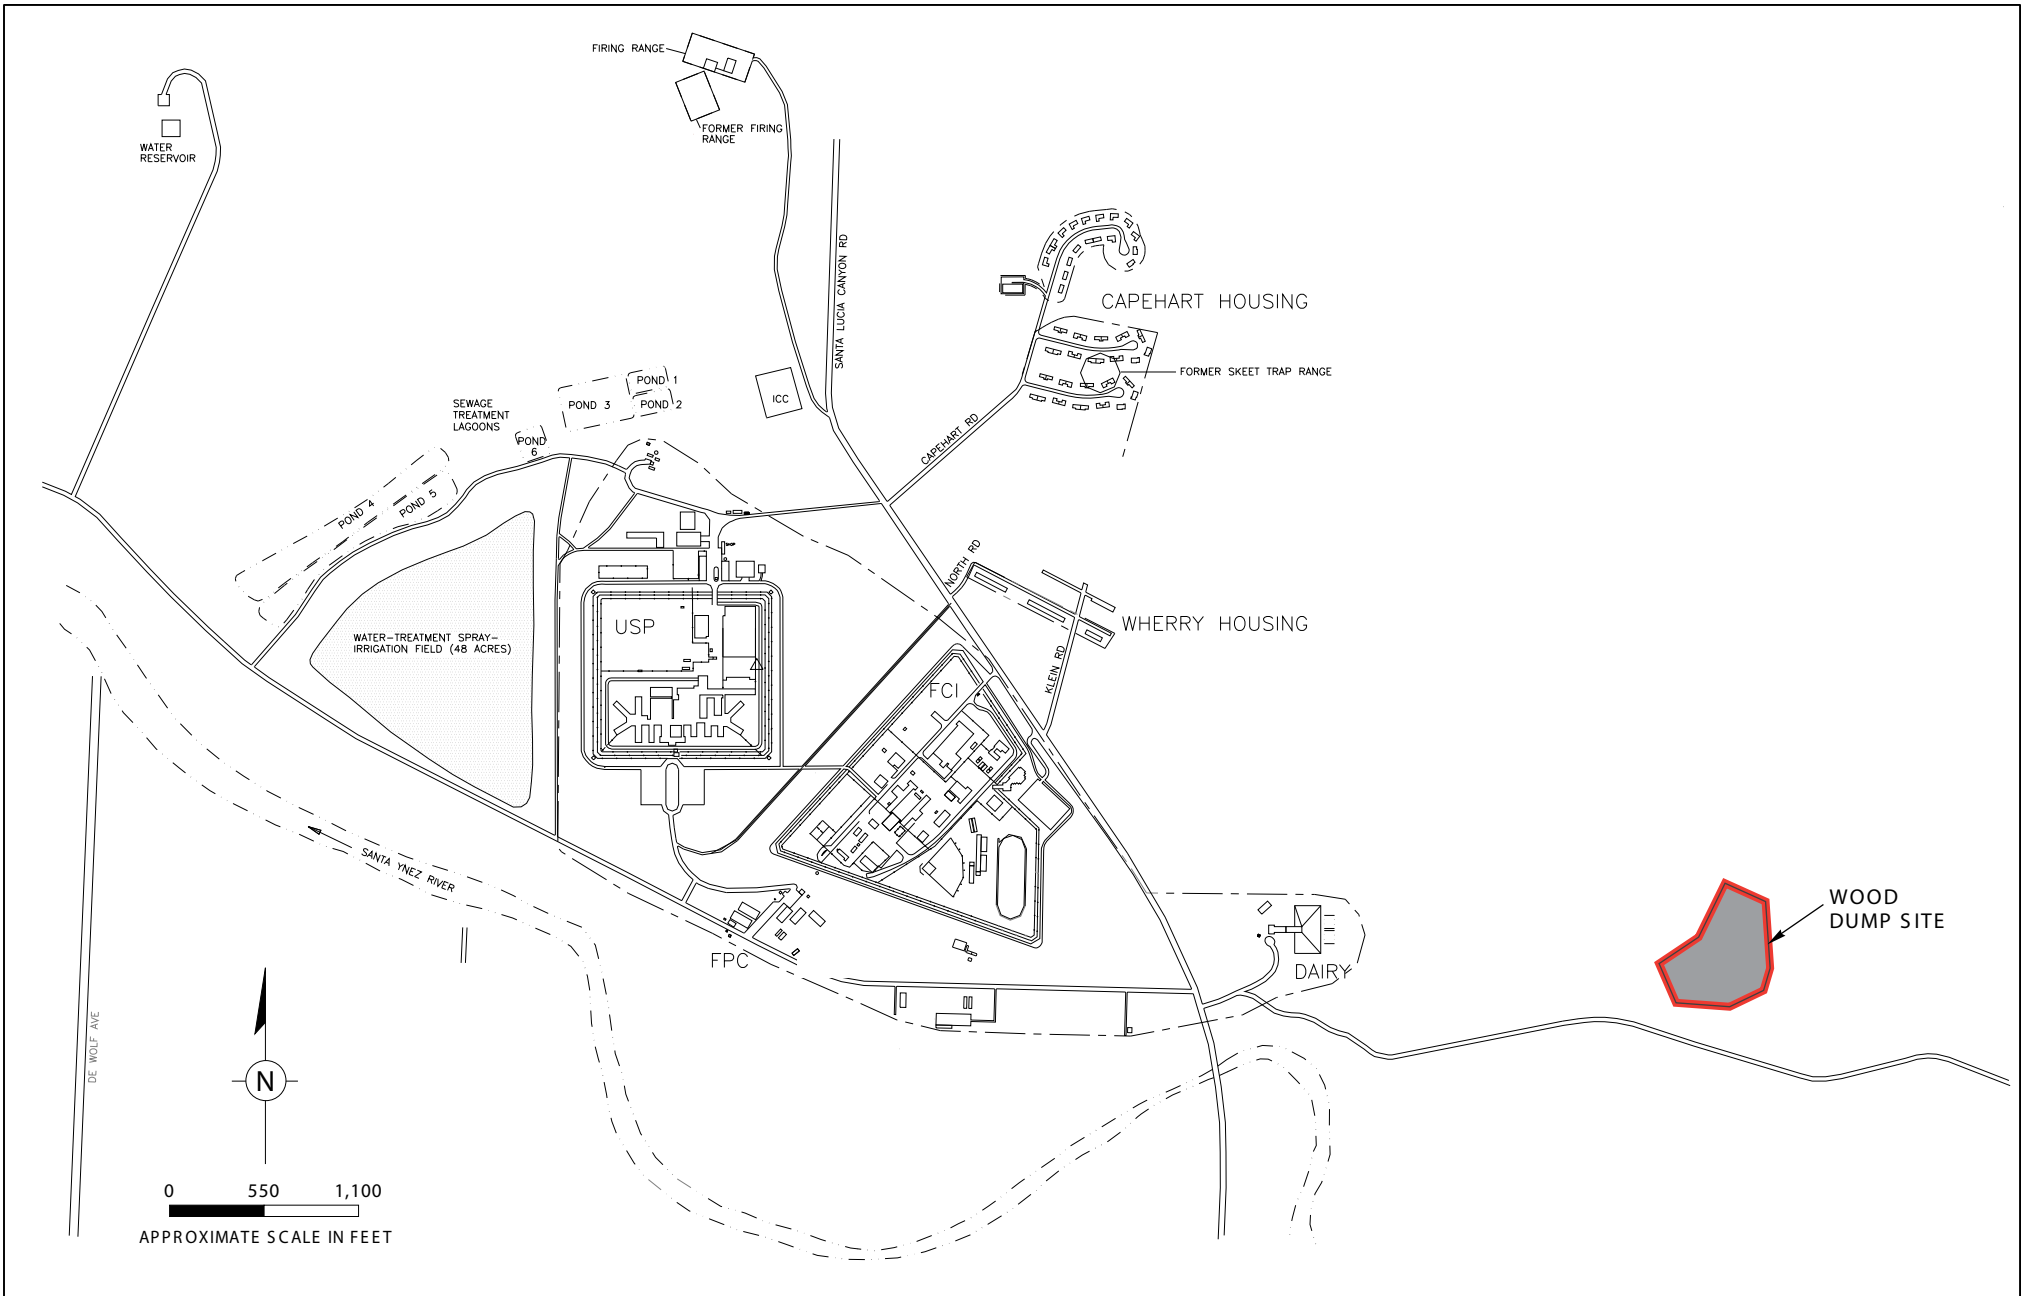 FIRING RANGE
FORMER FIRING
RANGE
WATER
RESERVOIR
SANTA LUCIA CANYON RD
CAPEHART HOUSING
FORMER SKEET TRAP RANGE
POND 1
POND 2
POND 3
ICC
SEWAGE
TREATMENT
LAGOONS
POND
6
CAPEHART RD
POND 4
POND 5
SHOP
NORTH RD
USP
WHERRY HOUSING
WATER-TREATMENT SPRAY-
IRRIGATION FIELD (48 ACRES)
KLEIN RD
FCI
SANTA YNEZ RIVER
WOOD
DUMP SITE
FPC
DAIRY
DE WOLF AVE
N
0 550 1,100
APPROXIMATE SCALE IN FEET